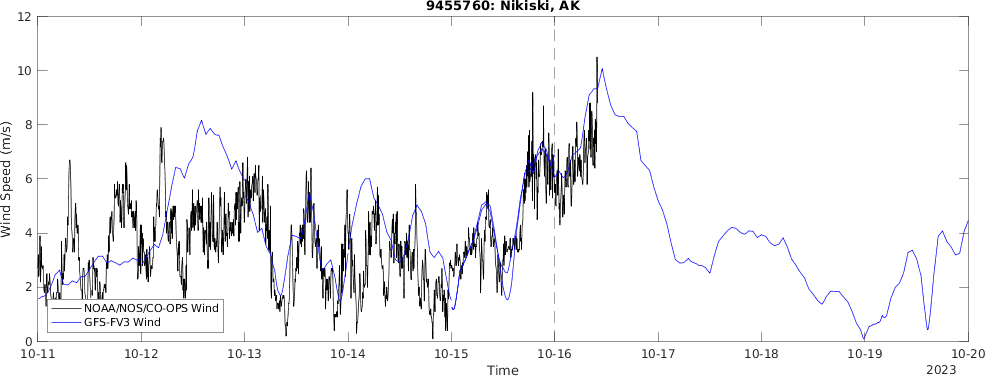 9455760: Nikiski, AK
Wind Speed (m/s)
12
10
8
6
4
2
0
NOAA/NOS/CO-OPS Wind
GFS-FV3 Wind
10-11 10-12 10-13 10-14 10-15 10-16 10-17 10-18 10-19 10-20
Time
2023